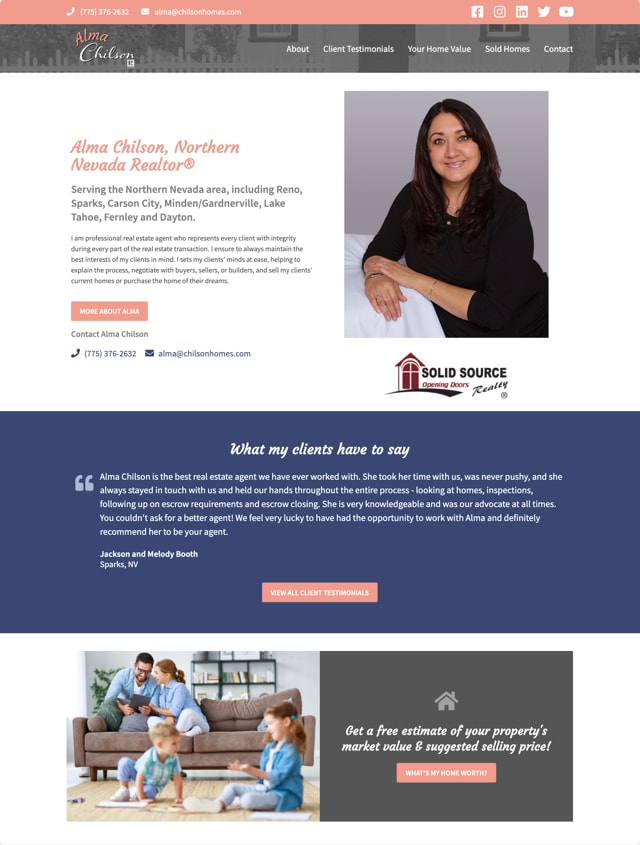 (775) 376-2632 alma@chilsonhomes.com
Alma
Chilson
About Client Testimonials Your Home Value Sold Homes Contact
Alma Chilson, Northern
Nevada Realtor®
Serving the Northern Nevada area, including Reno,
Sparks, Carson City, Minden/Gardnerville, Lake
Tahoe, Fernley and Dayton.
I am professional real estate agent who represents every client with integrity
during every part of the real estate transaction. I ensure to always maintain the
best interests of my clients in mind. I sets my clients' minds at ease, helping to
explain the process, negotiate with buyers, sellers, or builders, and sell my clients'
current homes or purchase the home of their dreams.
MORE ABOUT ALMA
Contact Alma Chilson
(775) 376-2632 alma@chilsonhomes.com
SOLID SOURCE
Opening Doors Realty
®
What my clients have to say
Alma Chilson is the best real estate agent we have ever worked with. She took her time with us, was never pushy, and she
always stayed in touch with us and held our hands throughout the entire process - looking at homes, inspections,
following up on escrow requirements and escrow closing. She is very knowledgeable and was our advocate at all times.
You couldn't ask for a better agent! We feel very lucky to have had the opportunity to work with Alma and definitely
recommend her to be your agent.
Jackson and Melody Booth
Sparks, NV
VIEW ALL CLIENT TESTIMONIALS
Get a free estimate of your property's
market value & suggested selling price!
WHAT'S MY HOME WORTH?